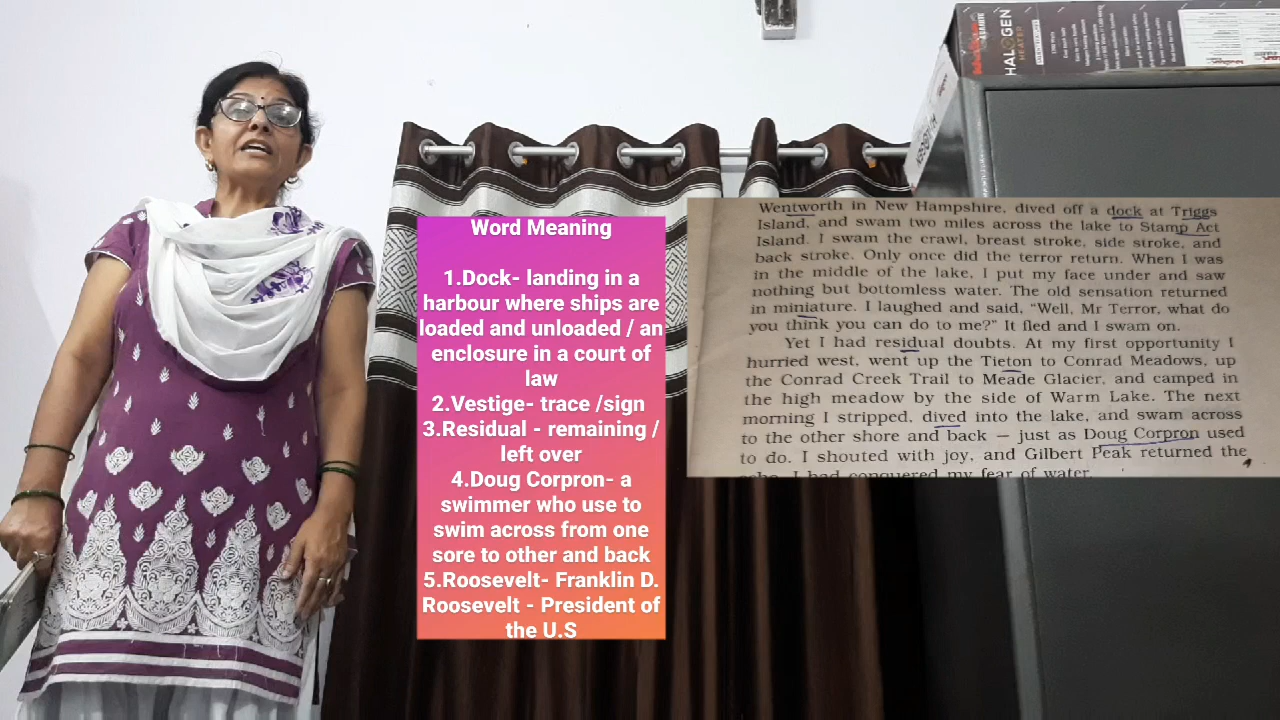 Word Meaning
1.Dock- landing in a
harbour where ships are
loaded and unloaded / an
enclosure in a court of
law
2.Vestige- trace /sign
3.Residual - remaining /
left over
4.Doug Corpron- a
swimmer who use to
swim across from one
sore to other and back
5.Roosevelt- Franklin D.
Roosevelt - President of
the U.S
Wentworth in New Hampshire, dived off a dock at Triggs
Island, and swam two miles across the lake to Stamp Act
Island. I swam the crawl, breast stroke, side stroke, and
back stroke. Only once did the terror return. When I was
in the middle of the lake, I put my face under and saw
nothing but bottomless water. The old sensation returned
in miniature. I laughed and said, “Well, Mr Terror, what do
you think you can do to me?” It fled and I swam on.
Yet I had residual doubts. At my first opportunity I
hurried west, went up the Tieton to Conrad Meadows, up
the Conrad Creek Trail to Meade Glacier, and camped in
the high meadow by the side of Warm Lake. The next
morning I stripped, dived into the lake, and swam across
to the other shore and back — just as Doug Corpron used
to do. I shouted with joy, and Gilbert Peak returned the
echo. I had conquered my fear of water.
HALOGEN
HEATER